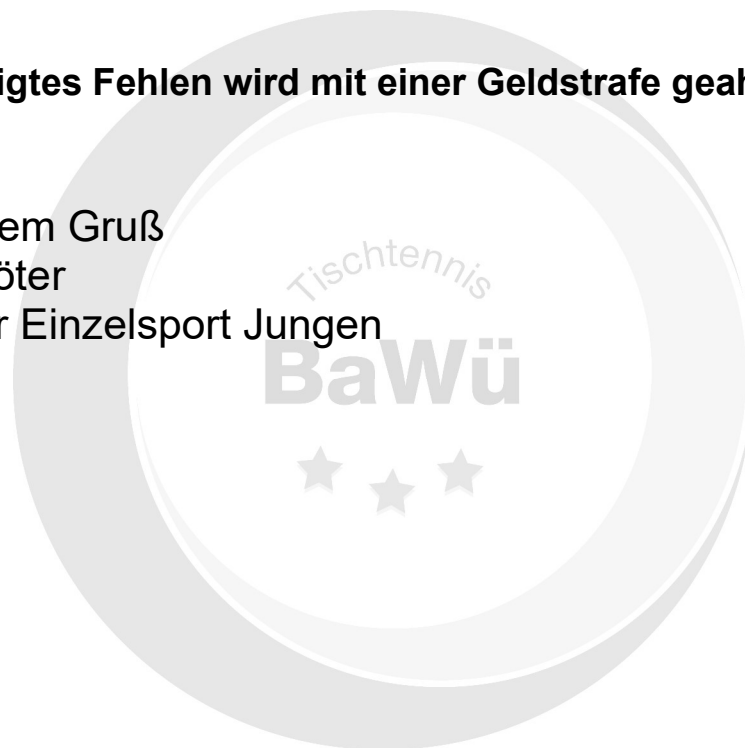 igtes Fehlen wird mit einer Geldstrafe geah
em Gruß
öter
r Einzelsport Jungen
Tischtennis
BaWü